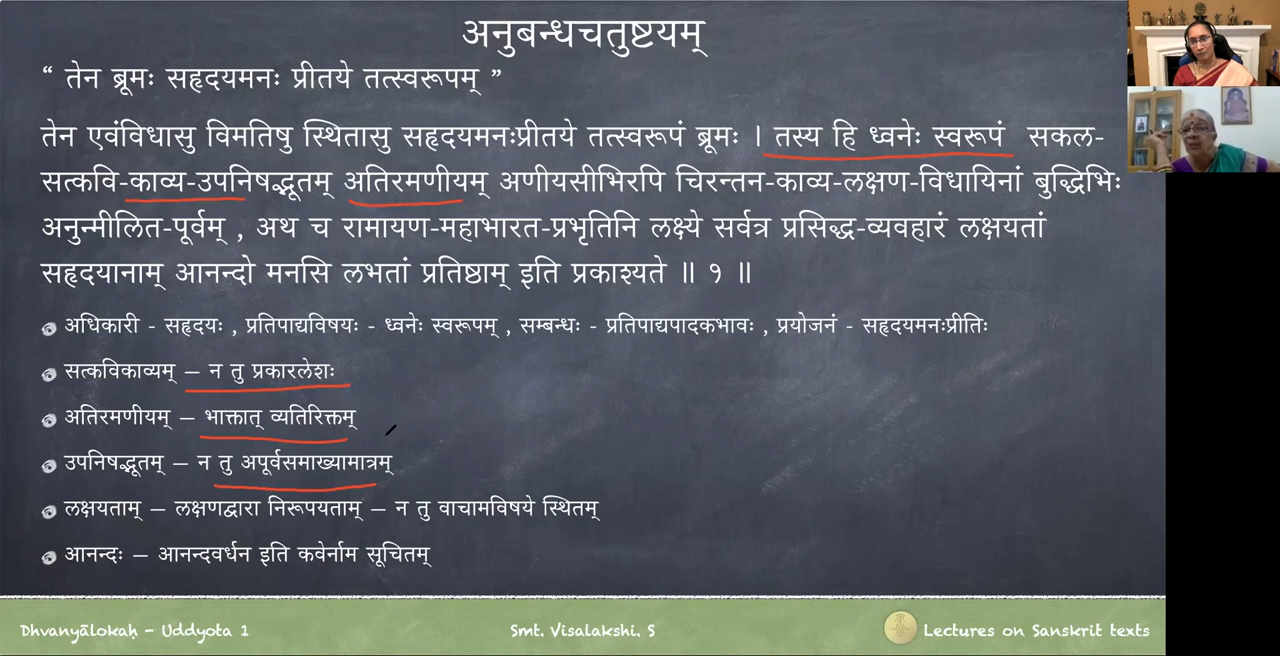 अनुबन्धचतुष्टयम्
“ तेन ब्रूमः सहृदयमनः प्रीतये तत्स्वरूपम् ”
तेन एवंविधासु विमतिषु स्थितासु सहृदयमनःप्रीतये तत्स्वरूपं ब्रूमः । तस्य हि ध्वनेः स्वरूपं सकल-
सत्कवि-काव्य-उपनिषद्भूतम् अतिरमणीयम् अणीयसीभिरपि चिरन्तन-काव्य-लक्षण-विधायिनां बुद्धिभिः
अनुन्मीलित-पूर्वम् , अथ च रामायण-महाभारत-प्रभृतिनि लक्ष्ये सर्वत्र प्रसिद्ध-व्यवहारं लक्षयतां
सहृदयानाम् आनन्दो मनसि लभतां प्रतिष्ठाम् इति प्रकाश्यते ॥ १ ॥
अधिकारी - सहृदयः , प्रतिपाद्यविषयः - ध्वनेः स्वरूपम् , सम्बन्धः - प्रतिपाद्यपादकभावः , प्रयोजनं - सहृदयमनःप्रीतिः
सत्कविकाव्यम् – न तु प्रकारलेशः
अतिरमणीयम् – भाक्तात् व्यतिरिक्तम्
उपनिषद्भूतम् – न तु अपूर्वसमाख्यामात्रम्
लक्षयताम् – लक्षणद्वारा निरूपयताम् – न तु वाचामविषये स्थितम्
आनन्दः – आनन्दवर्धन इति कवेर्नाम सूचितम्
Dhvanyālokaḥ - Uddyota 1
Smt. Visalakshi. S
Lectures on Sanskrit texts